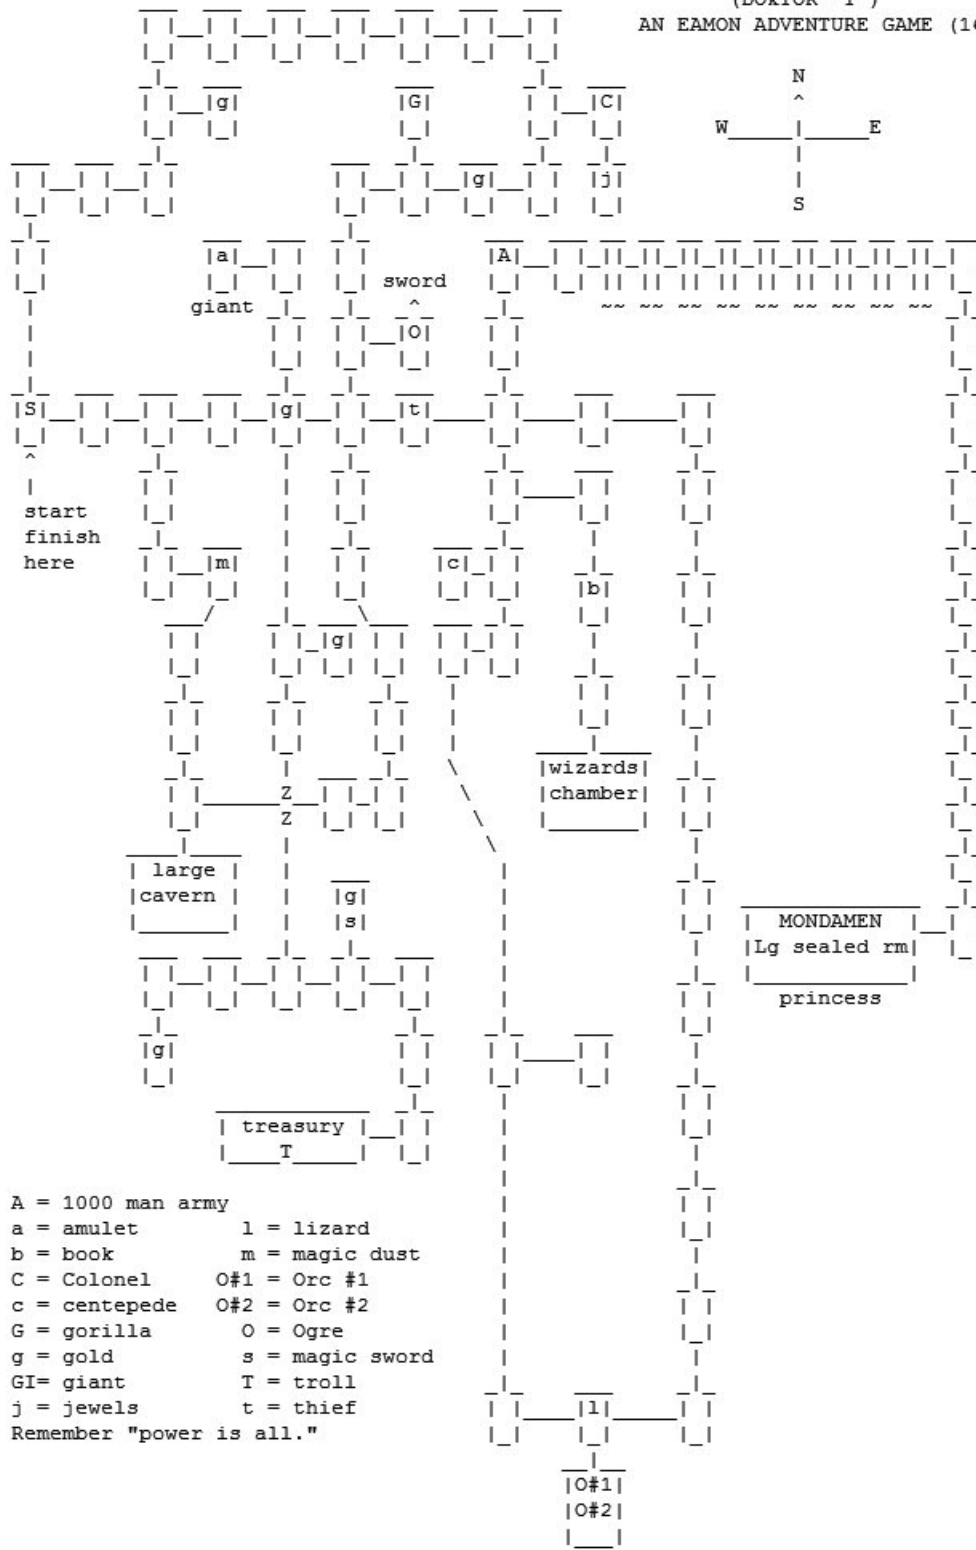 AN EAMON ADVENTURE GAME
N
g G C
W E
g j
S
a A
sword
giant
O
S g t
start
finish
here
m c
b
g
wizards
chamber
Z
Z
large
cavern
g
s
MONDAMEN
Lg sealed rm
princess
g
treasury
T
A = 1000 man army
a = amulet l = lizard
b = book m = magic dust
C = Colonel O#1 = Orc #1
c = centepede O#2 = Orc #2
G = gorilla O = Ogre
g = gold s = magic sword
GI= giant T = troll
j = jewels t = thief
l
Remember "power is all."
O#1
O#2